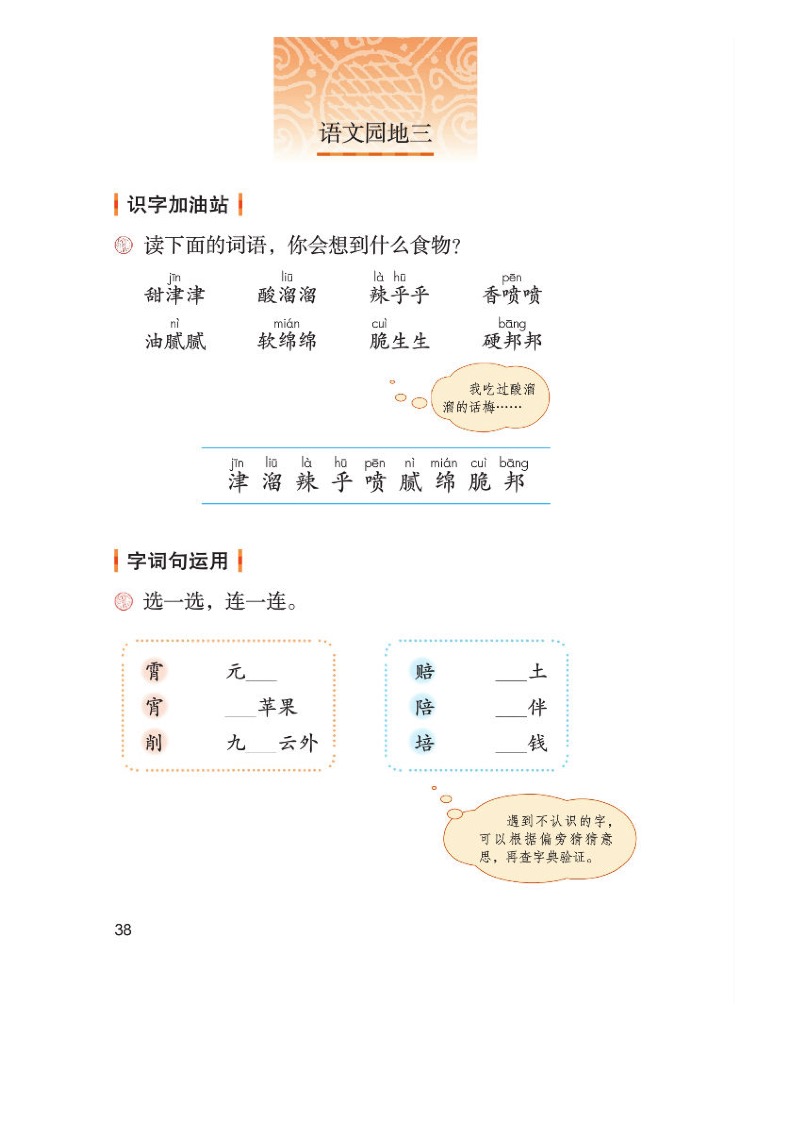 语文园地三
识字加油站
读下面的词语，你会想到什么食物？
jīn liū là hū pēn
甜津津 酸溜溜 辣乎乎 香喷喷
nì mián cuì bāng
油腻腻 软绵绵 脆生生 硬邦邦
我吃过酸溜
溜的话梅……
jīn liū là hū pēn nì mián cuì bāng
津 溜 辣 乎 喷 腻 绵 脆 邦
字词句运用
选一选，连一连。
霄 元___ 赔 ___土
宵 ___苹果 陪 ___伴
削 九___云外 培 ___钱
遇到不认识的字，
可以根据偏旁猜猜意
思，再查字典验证。
38